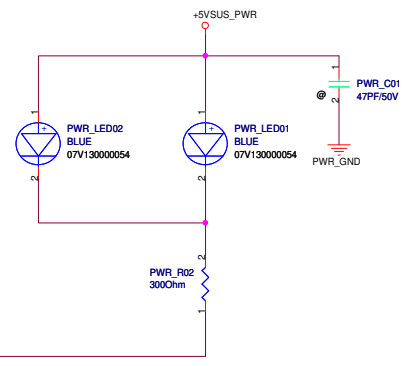 +5VSUS_PWR
1
PWR_C01
@
2
47PF/50V
PWR_GND
1
+
PWR_LED02
BLUE
07V130000054
2
1
+
PWR_LED01
BLUE
07V130000054
2
2
PWR_R02
300Ohm
1